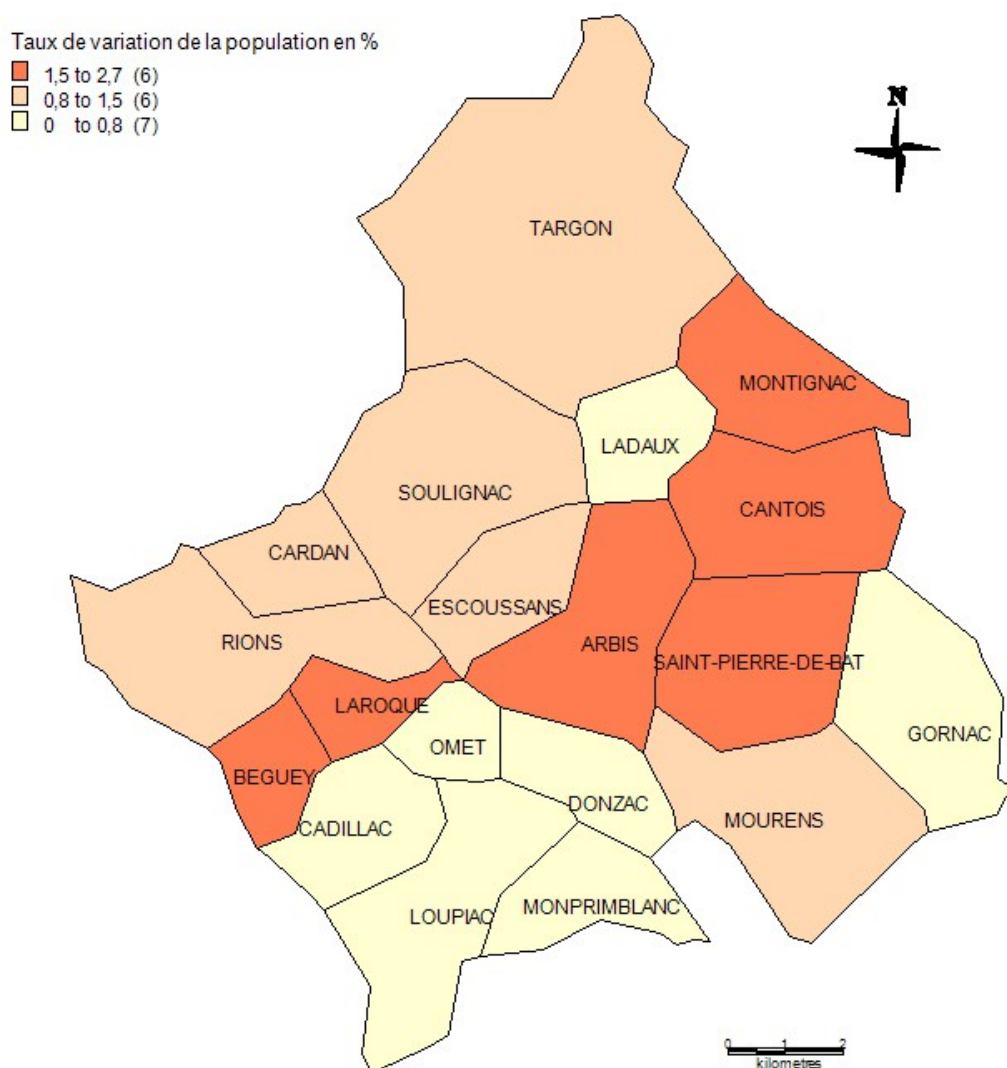 Taux de variation de la population en %
1,5 to 2,7 (6)
0,8 to 1,5 (6)
0 to 0,8 (7)
N
TARGON
MONTIGNAC
LADAUX
SOULIGNAC
CANTOIS
CARDAN
ESCOUSSANS
RIONS
ARBIS
SAINT-PIERRE-DE-BAT
LAROQUE
GORNAC
OMET
BEGUEY
DONZAC
CADILLAC
MOURENS
LOUPIAC
MONPRIMBLANC
0 1 2
kilometres